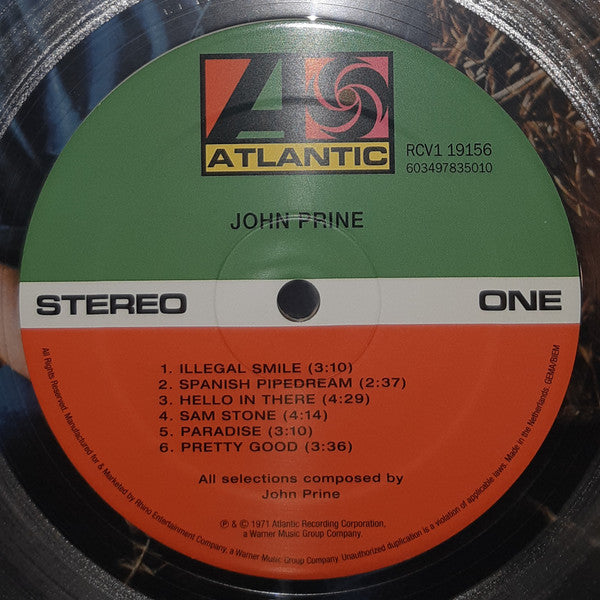 ATLANTIC
RCV1 19156
603497835010
JOHN PRINE
STEREO
ONE
1. ILLEGAL SMILE (3:10)
2. SPANISH PIPEDREAM (2:37)
3. HELLO IN THERE (4:29)
4. SAM STONE (4:14)
5. PARADISE (3:10)
6. PRETTY GOOD (3:36)
All selections composed by
John Prine
℗ & © 1971 Atlantic Recording Corporation,
a Warner Music Group Company.
All Rights Reserved. Manufactured for & Marketed by Rhino Entertainment Company, a Warner Music Group Company. Unauthorized duplication is a violation of applicable laws. Made in the Netherlands. GEMA/BIEM